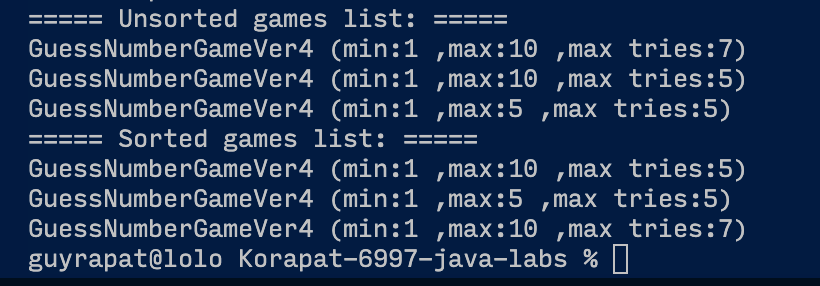 ===== Unsorted games list: =====
GuessNumberGameVer4 (min:1 ,max:10 ,max tries:7)
GuessNumberGameVer4 (min:1 ,max:10 ,max tries:5)
GuessNumberGameVer4 (min:1 ,max:5 ,max tries:5)
===== Sorted games list: =====
GuessNumberGameVer4 (min:1 ,max:10 ,max tries:5)
GuessNumberGameVer4 (min:1 ,max:5 ,max tries:5)
GuessNumberGameVer4 (min:1 ,max:10 ,max tries:7)
guyrapat@lolo Korapat-6997-java-labs %